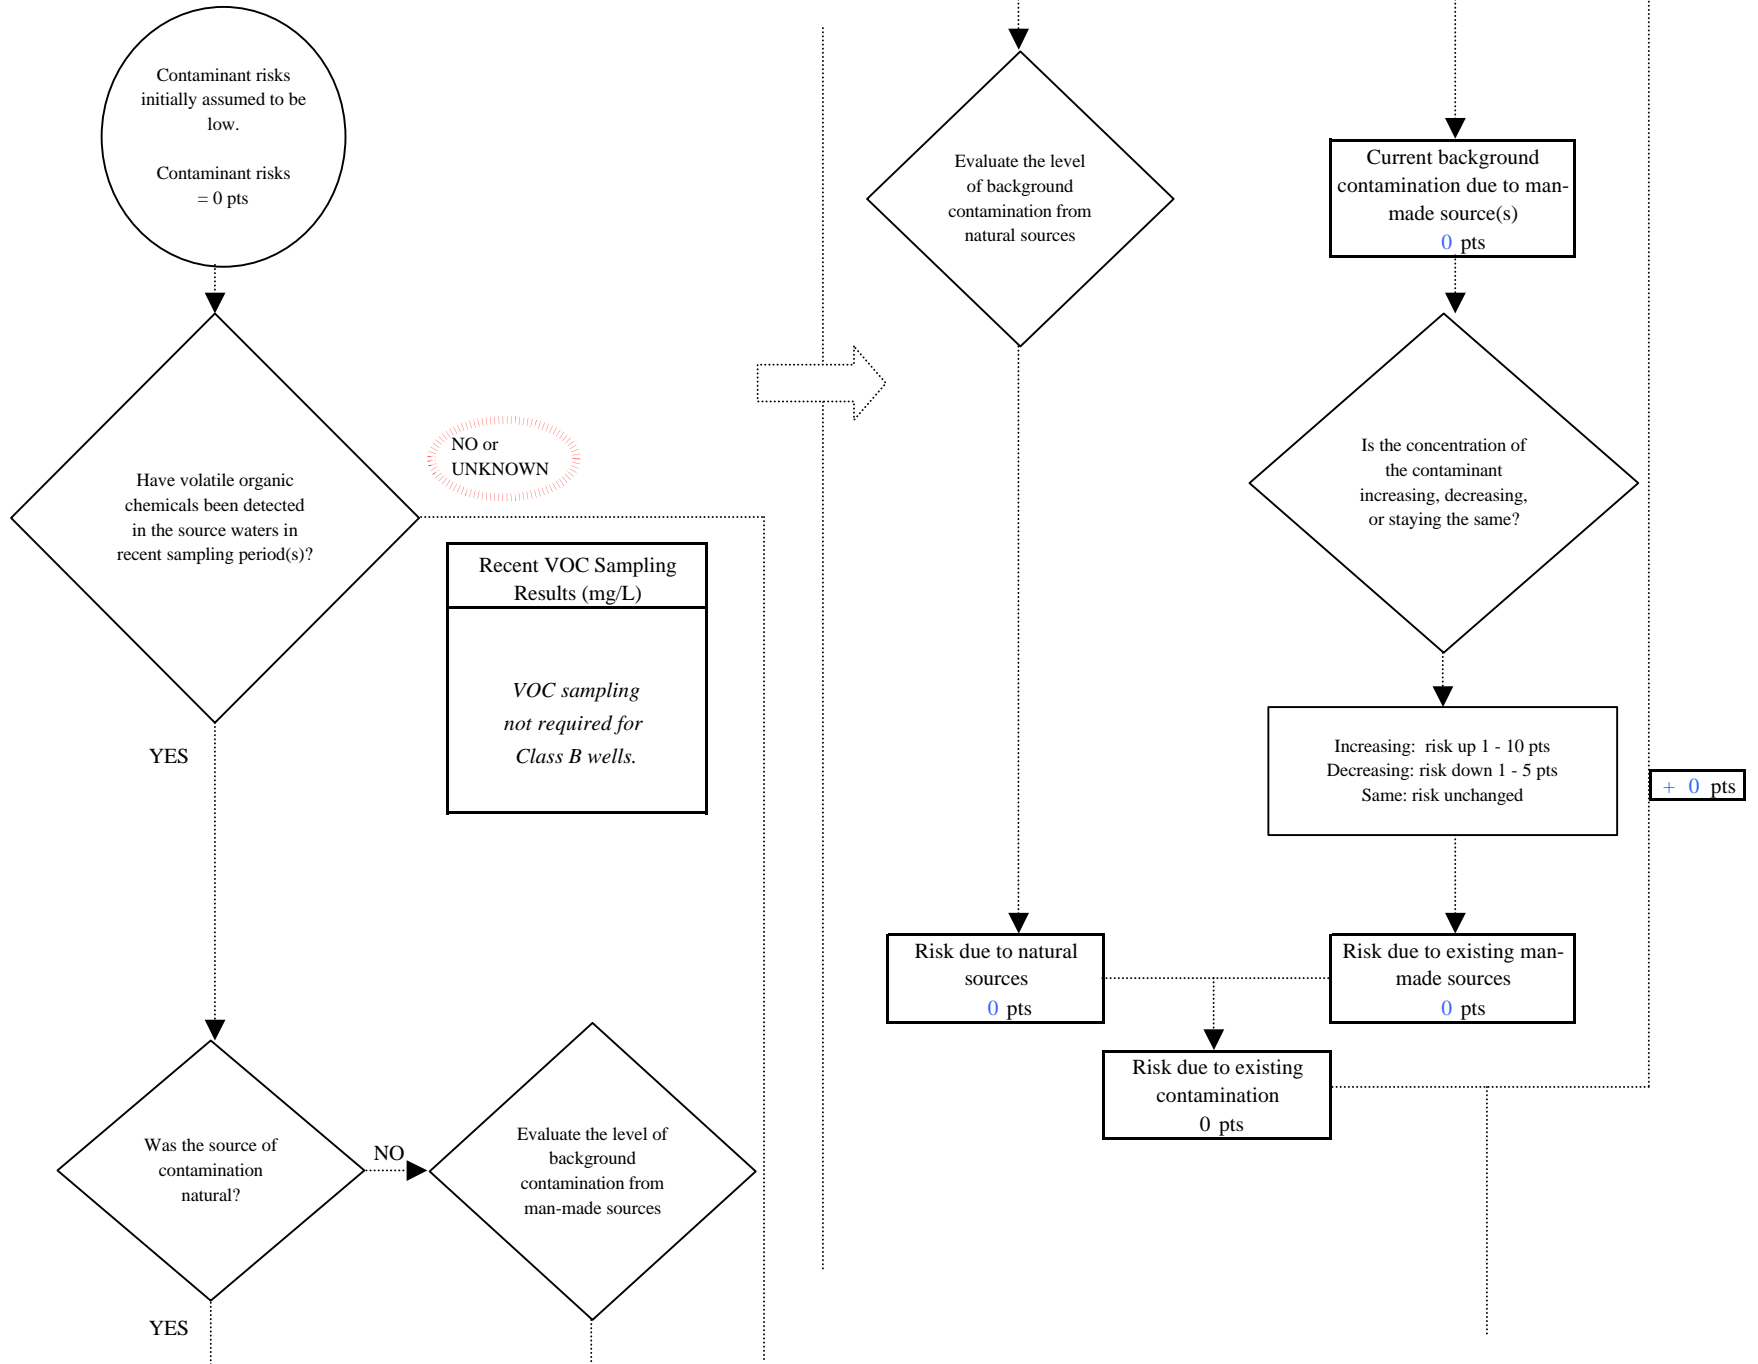 Contaminant risks
initially assumed to be
low.
Contaminant risks
= 0 pts
Have volatile organic
chemicals been detected
in the source waters in
recent sampling period(s)?
NO or
UNKNOWN
Recent VOC Sampling
Results (mg/L)
VOC sampling
not required for
Class B wells.
YES
Was the source of
contamination
natural?
NO
Evaluate the level of
background
contamination from
man-made sources
YES
Evaluate the level
of background
contamination from
natural sources
Current background
contamination due to man-
made source(s)
0 pts
Is the concentration of
the contaminant
increasing, decreasing,
or staying the same?
Increasing: risk up 1 - 10 pts
Decreasing: risk down 1 - 5 pts
Same: risk unchanged
+ 0 pts
Risk due to natural
sources
0 pts
Risk due to existing man-
made sources
0 pts
Risk due to existing
contamination
0 pts